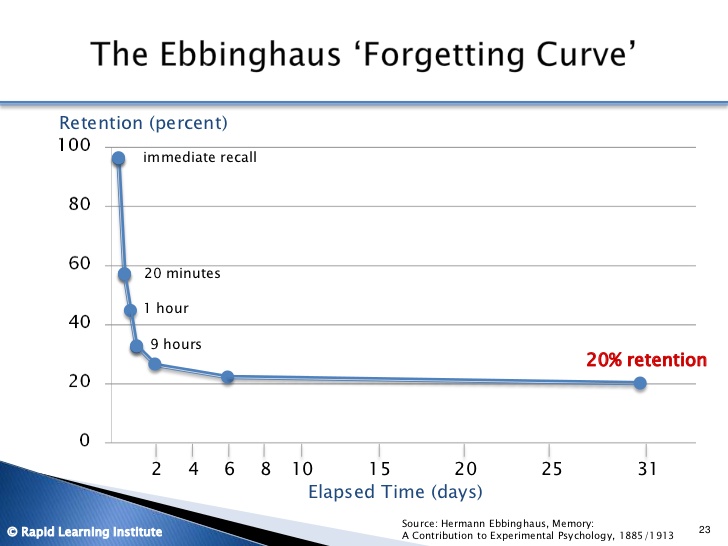 The Ebbinghaus ‘Forgetting Curve’
Retention (percent)
100
immediate recall
80
60
20 minutes
1 hour
40
9 hours
20% retention
20
0
2 4 6 8 10 15 20 25 31
Elapsed Time (days)
Source: Hermann Ebbinghaus, Memory:
A Contribution to Experimental Psychology, 1885/1913
23
© Rapid Learning Institute